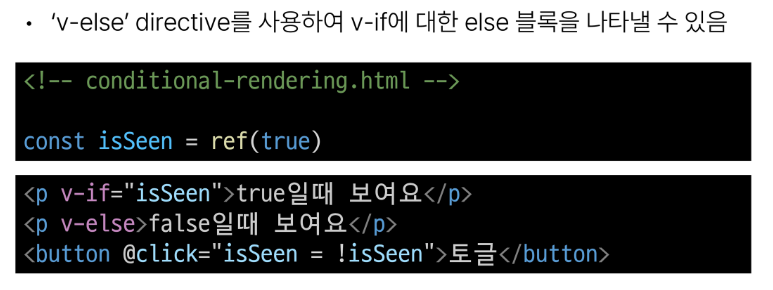 • ‘v-else’ directive를 사용하여 v-if에 대한 else 블록을 나타낼 수 있음
<!-- conditional-rendering.html -->
const isSeen = ref(true)
<p v-if="isSeen">true일때 보여요</p>
<p v-else>false일때 보여요</p>
<button @click="isSeen = !isSeen">토글</button>